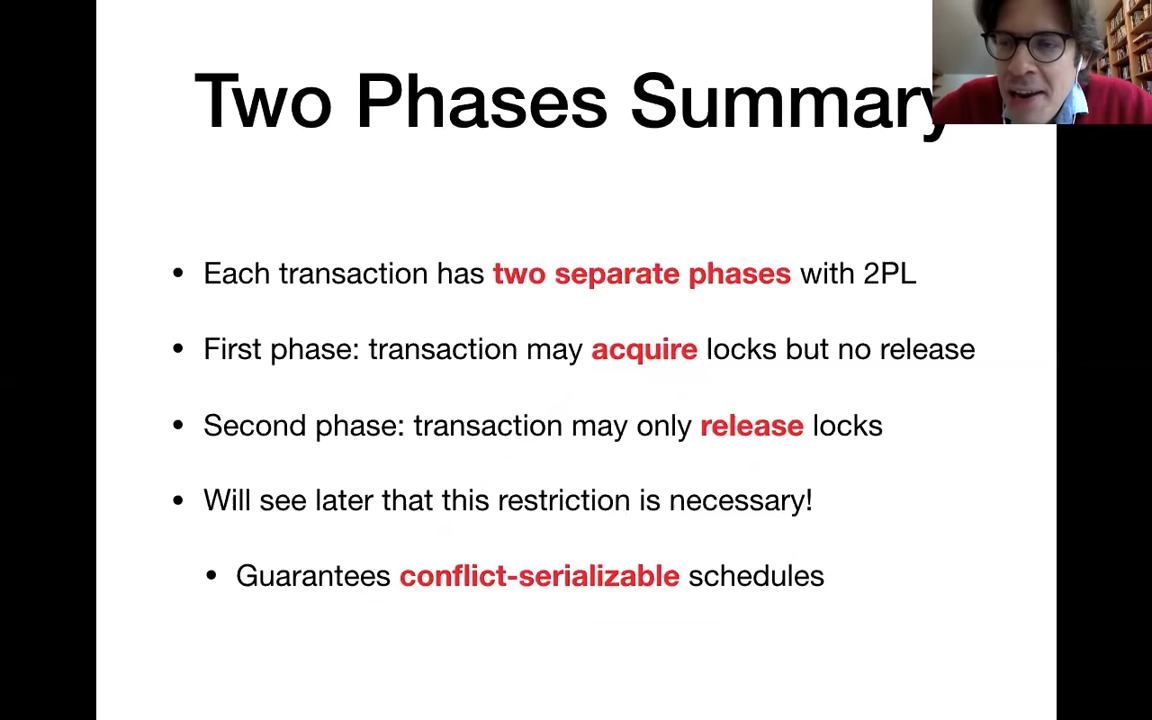 Two Phases Summary
• Each transaction has two separate phases with 2PL
• First phase: transaction may acquire locks but no release
• Second phase: transaction may only release locks
• Will see later that this restriction is necessary!
• Guarantees conflict-serializable schedules